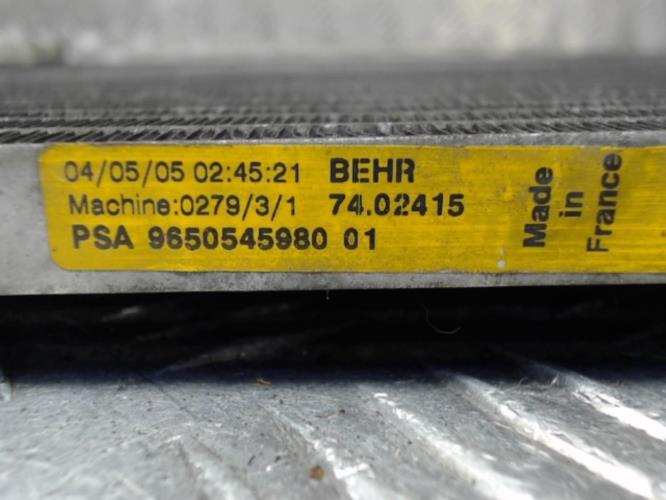 04/05/05 02:45:21 BEHR
Machine:0279/3/1 74.02415
PSA 9650545980 01
Made
in
France